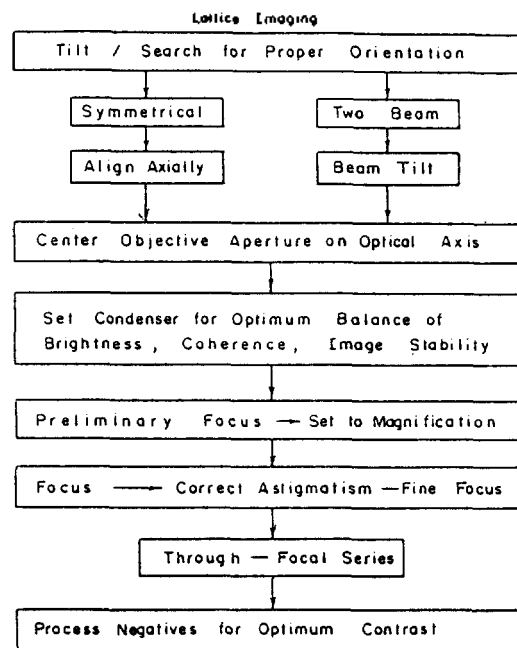 Lattice Imaging
Tilt / Search for Proper Orientation
Symmetrical
Two Beam
Align Axially
Beam Tilt
Center Objective Aperture on Optical Axis
Set Condenser for Optimum Balance of
Brightness, Coherence, Image Stability
Preliminary Focus → Set to Magnification
Focus → Correct Astigmatism — Fine Focus
Through — Focal Series
Process Negatives for Optimum Contrast